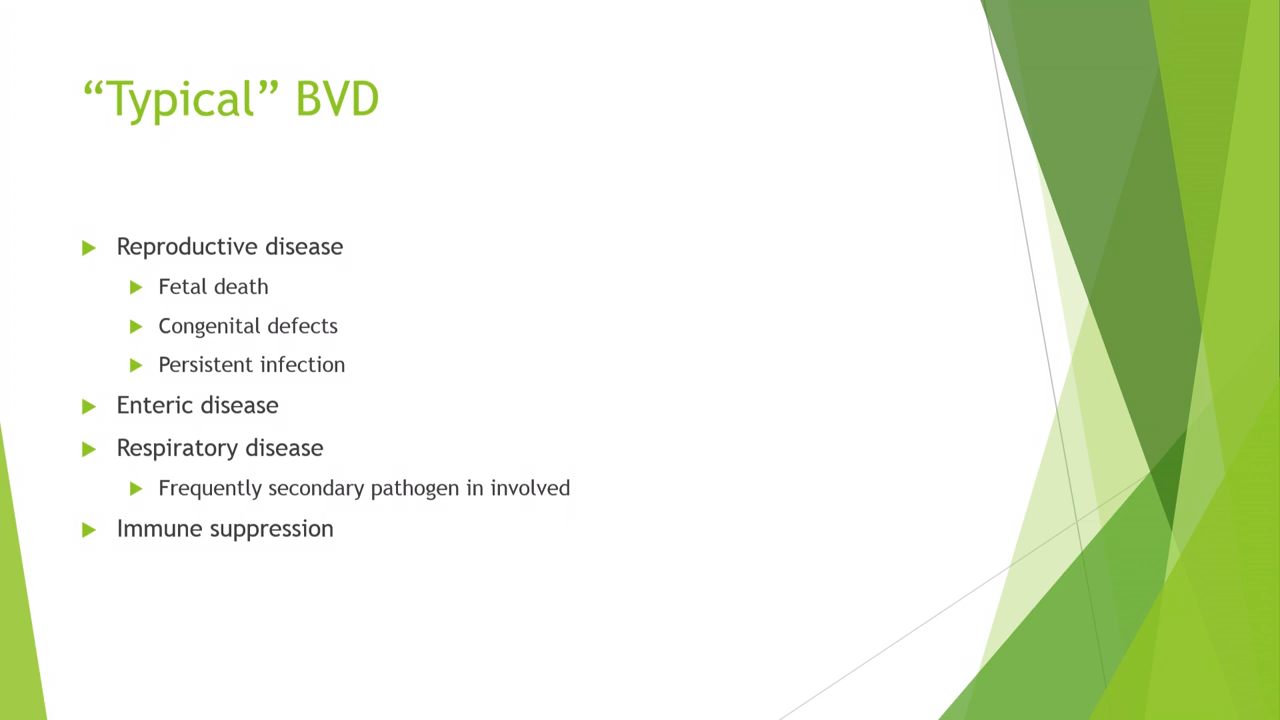 “Typical” BVD
Reproductive disease
Fetal death
Congenital defects
Persistent infection
Enteric disease
Respiratory disease
Frequently secondary pathogen in involved
Immune suppression